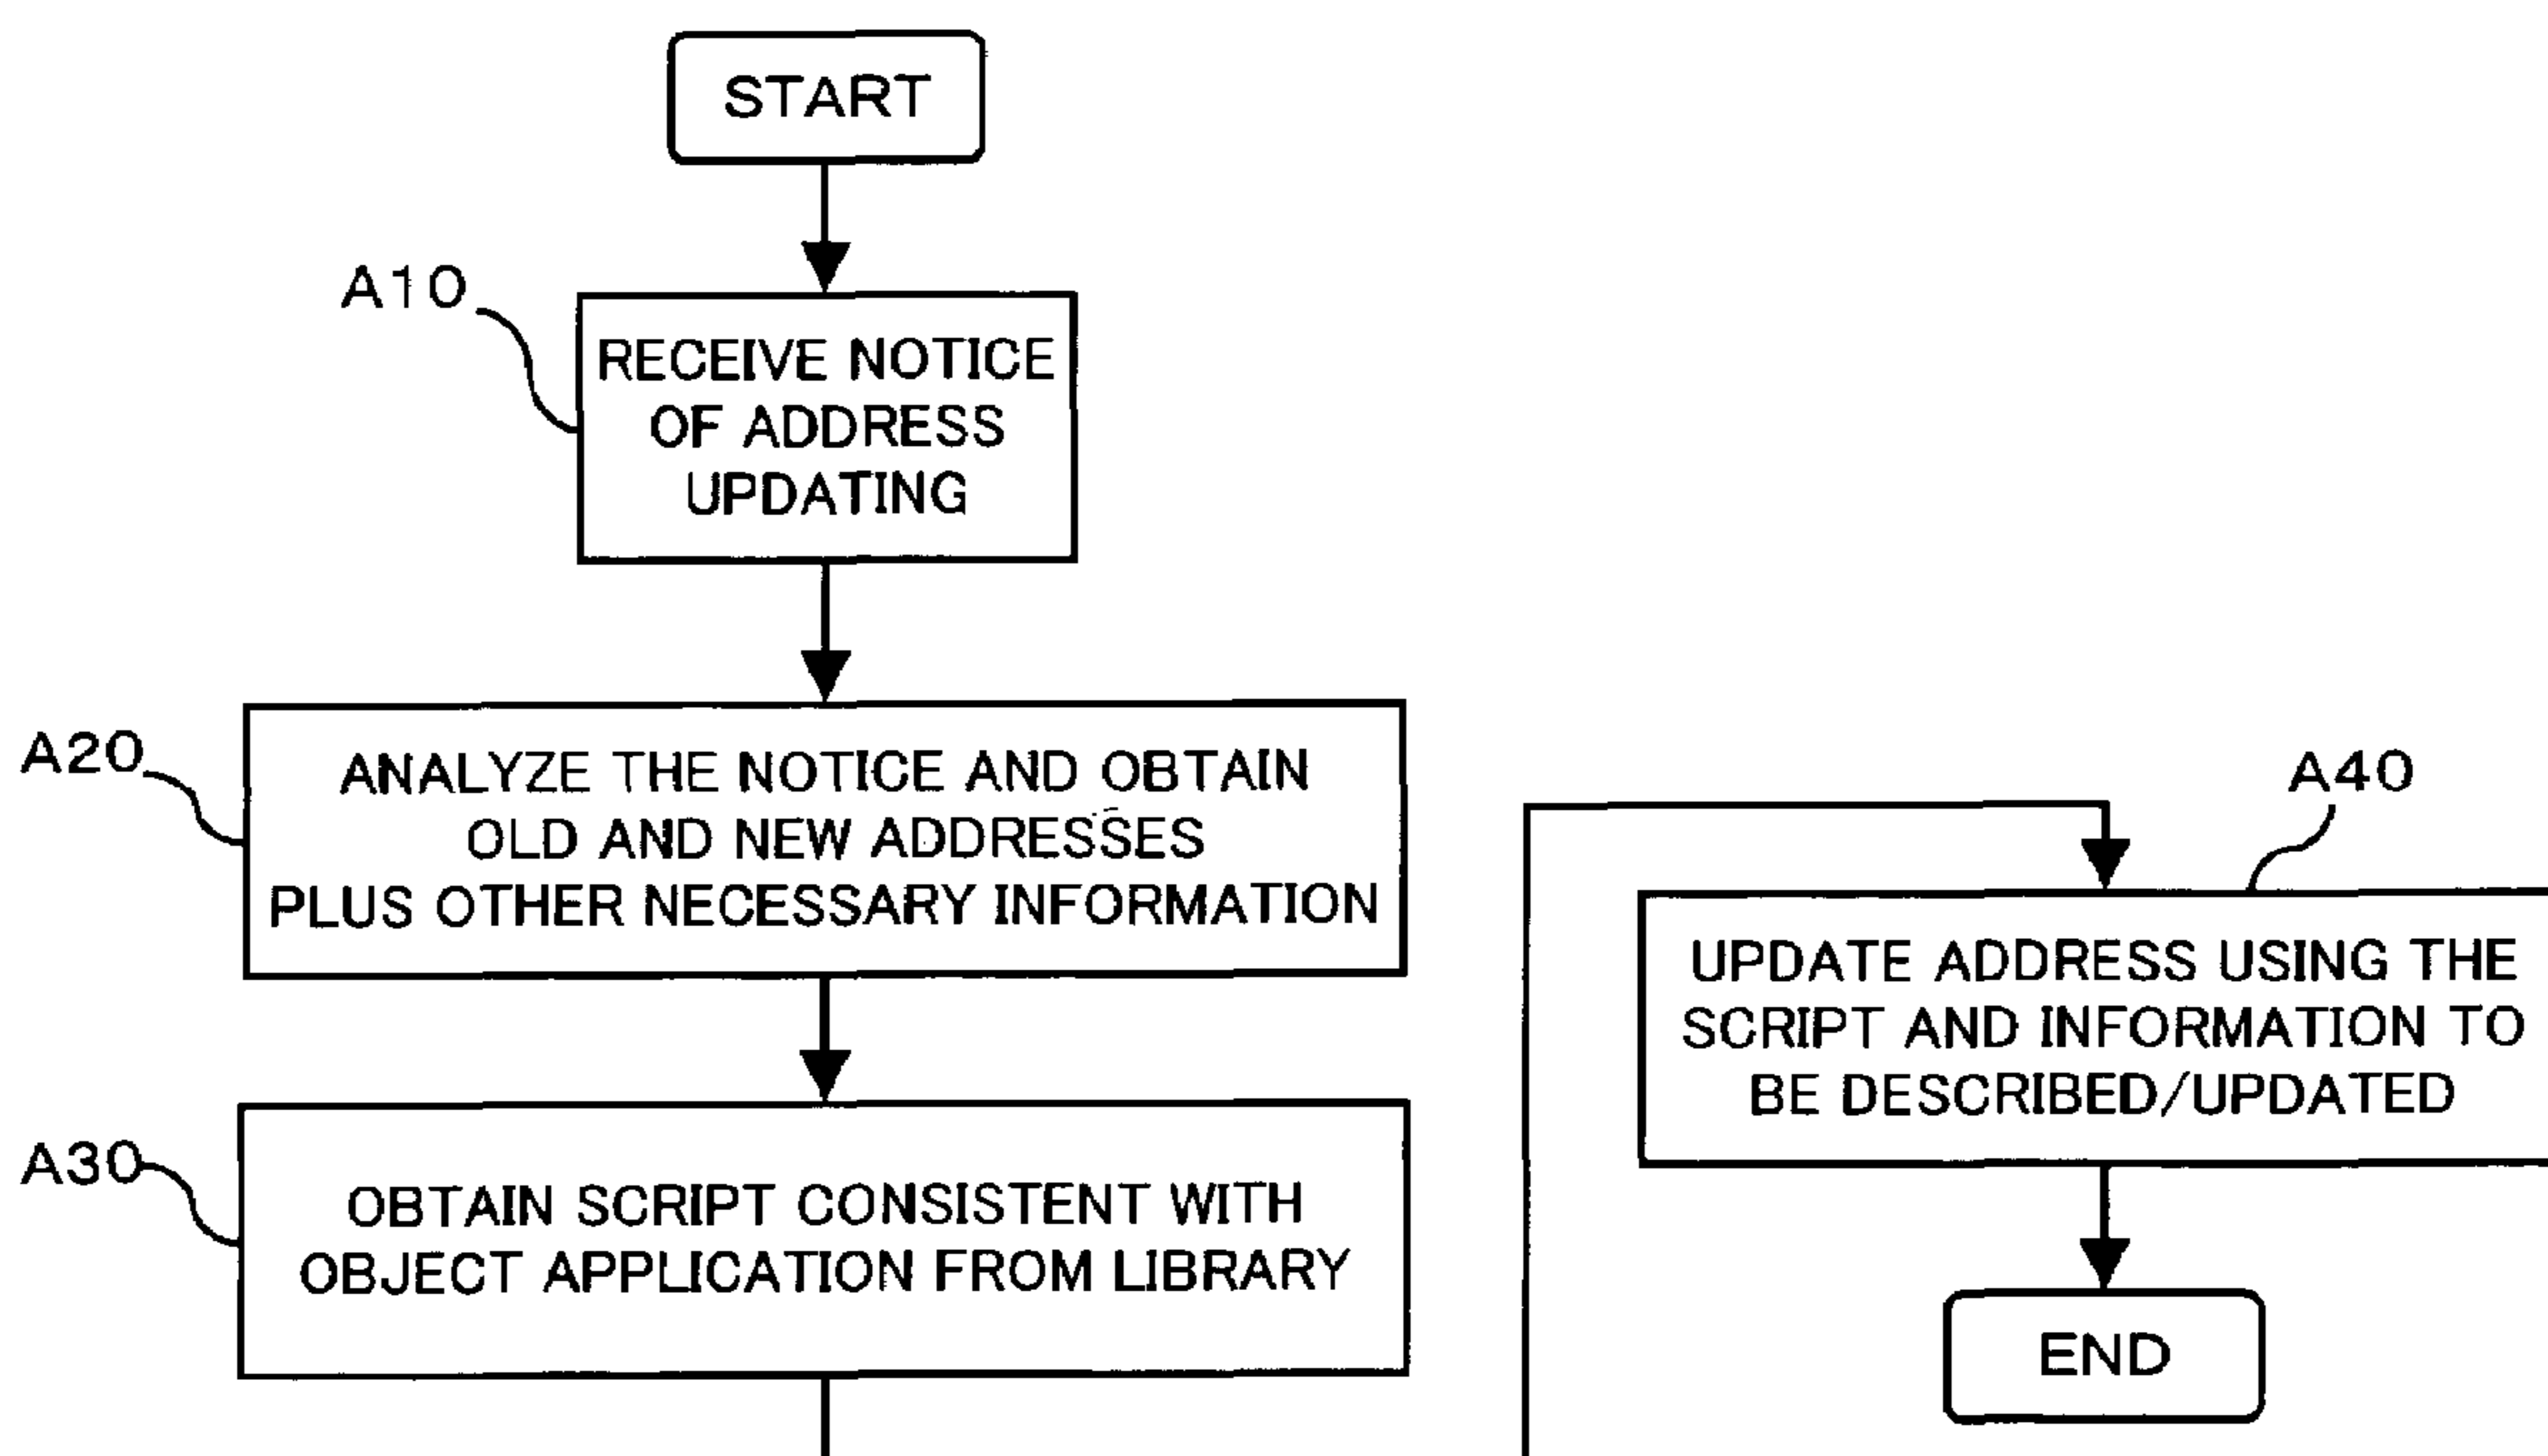 START
A10
RECEIVE NOTICE
OF ADDRESS
UPDATING
A20
ANALYZE THE NOTICE AND OBTAIN
OLD AND NEW ADDRESSES
PLUS OTHER NECESSARY INFORMATION
A30
OBTAIN SCRIPT CONSISTENT WITH
OBJECT APPLICATION FROM LIBRARY
A40
UPDATE ADDRESS USING THE
SCRIPT AND INFORMATION TO
BE DESCRIBED/UPDATED
END